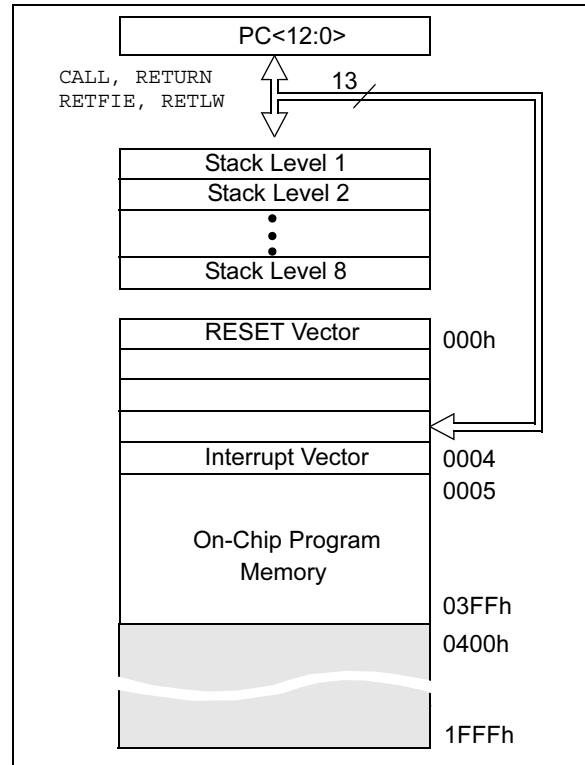 PC<12:0>
CALL, RETURN
RETFIE, RETLW
13
Stack Level 1
Stack Level 2
Stack Level 8
RESET Vector
000h
Interrupt Vector
0004
0005
On-Chip Program
Memory
03FFh
0400h
1FFFh